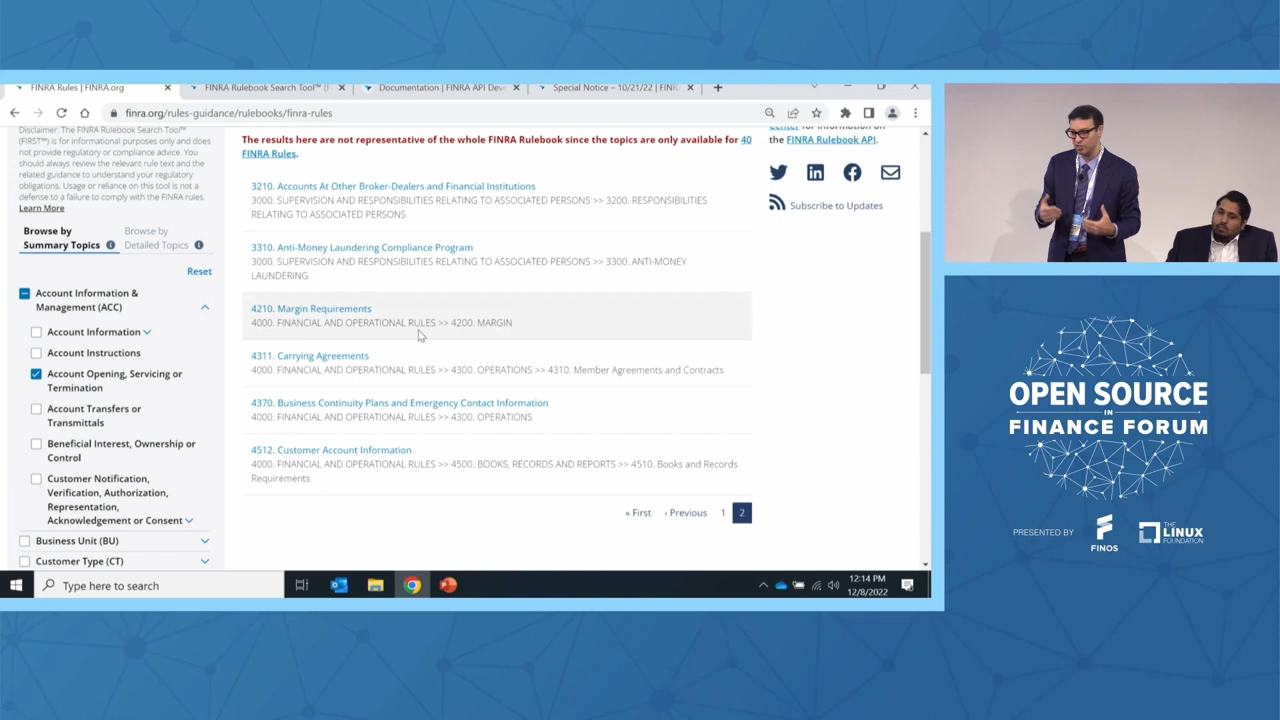 FINRA Rules | FINRA.org
FINRA Rulebook Search Tool™ (
Documentation | FINRA API Deve
Special Notice – 10/21/22 | FINR
finra.org/rules-guidance/rulebooks/finra-rules
Disclaimer: The FINRA Rulebook Search Tool™
(FIRST™) is for informational purposes only and does
not provide regulatory or compliance advice. You
should always review the relevant rule text and the
related guidance to understand your regulatory
obligations. Usage or reliance on this tool is not a
defense to a failure to comply with the FINRA rules.
Learn More
Browse by
Summary Topics
Browse by
Detailed Topics
Reset
Account Information &
Management (ACC)
Account Information
Account Instructions
Account Opening, Servicing or
Termination
Account Transfers or
Transmittals
Beneficial Interest, Ownership or
Control
Customer Notification,
Verification, Authorization,
Representation,
Acknowledgement or Consent
Business Unit (BU)
Customer Type (CT)
The results here are not representative of the whole FINRA Rulebook since the topics are only available for 40
FINRA Rules.
3210. Accounts At Other Broker-Dealers and Financial Institutions
3000. SUPERVISION AND RESPONSIBILITIES RELATING TO ASSOCIATED PERSONS >> 3200. RESPONSIBILITIES
RELATING TO ASSOCIATED PERSONS
3310. Anti-Money Laundering Compliance Program
3000. SUPERVISION AND RESPONSIBILITIES RELATING TO ASSOCIATED PERSONS >> 3300. ANTI-MONEY
LAUNDERING
4210. Margin Requirements
4000. FINANCIAL AND OPERATIONAL RULES >> 4200. MARGIN
4311. Carrying Agreements
4000. FINANCIAL AND OPERATIONAL RULES >> 4300. OPERATIONS >> 4310. Member Agreements and Contracts
4370. Business Continuity Plans and Emergency Contact Information
4000. FINANCIAL AND OPERATIONAL RULES >> 4300. OPERATIONS
4512. Customer Account Information
4000. FINANCIAL AND OPERATIONAL RULES >> 4500. BOOKS, RECORDS AND REPORTS >> 4510. Books and Records
Requirements
« First ‹ Previous 1 2
Center for information on
the FINRA Rulebook API.
Subscribe to Updates
Type here to search
12:14 PM
12/8/2022
OPEN SOURCE
IN
FINANCE FORUM
PRESENTED BY
FINOS
THE
LINUX
FOUNDATION